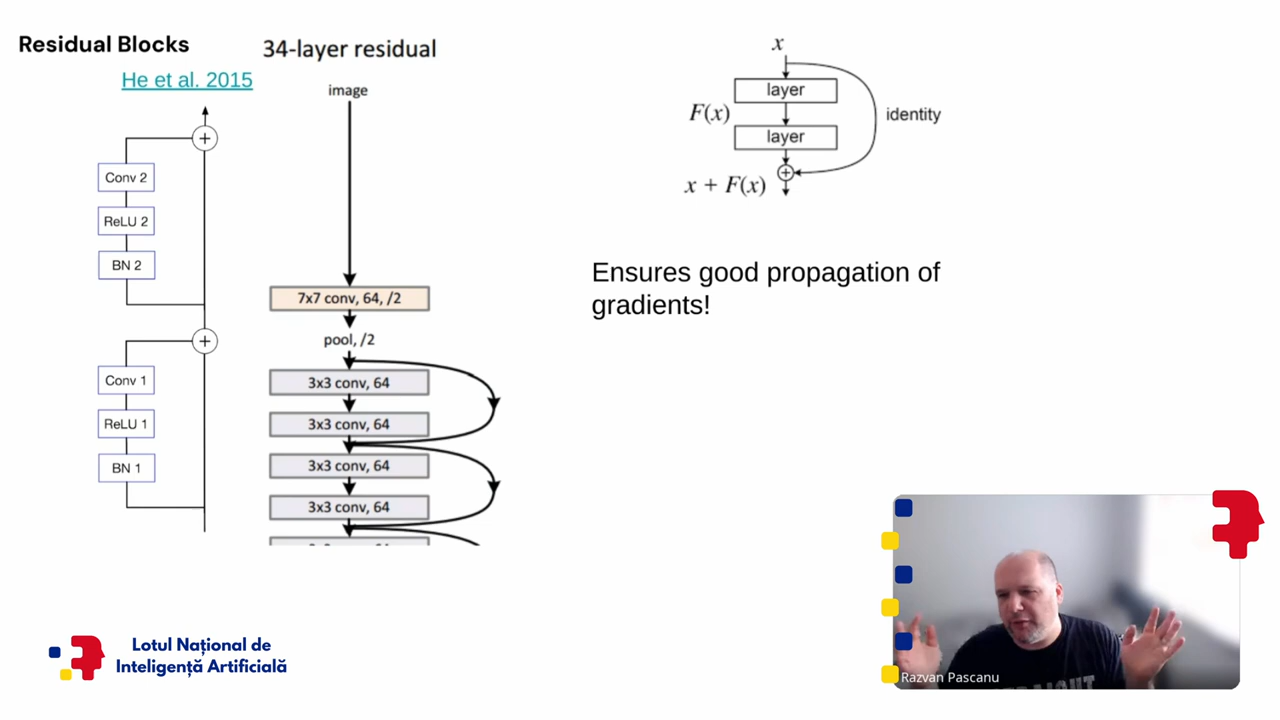 Residual Blocks
He et al. 2015
Conv 2
ReLU 2
BN 2
Conv 1
ReLU 1
BN 1
34-layer residual
image
7x7 conv, 64, /2
pool, /2
3x3 conv, 64
3x3 conv, 64
3x3 conv, 64
3x3 conv, 64
x
layer
F(x)
identity
layer
x + F(x)
Ensures good propagation of
gradients!
Lotul Național de
Inteligență Artificială
Razvan Pascanu